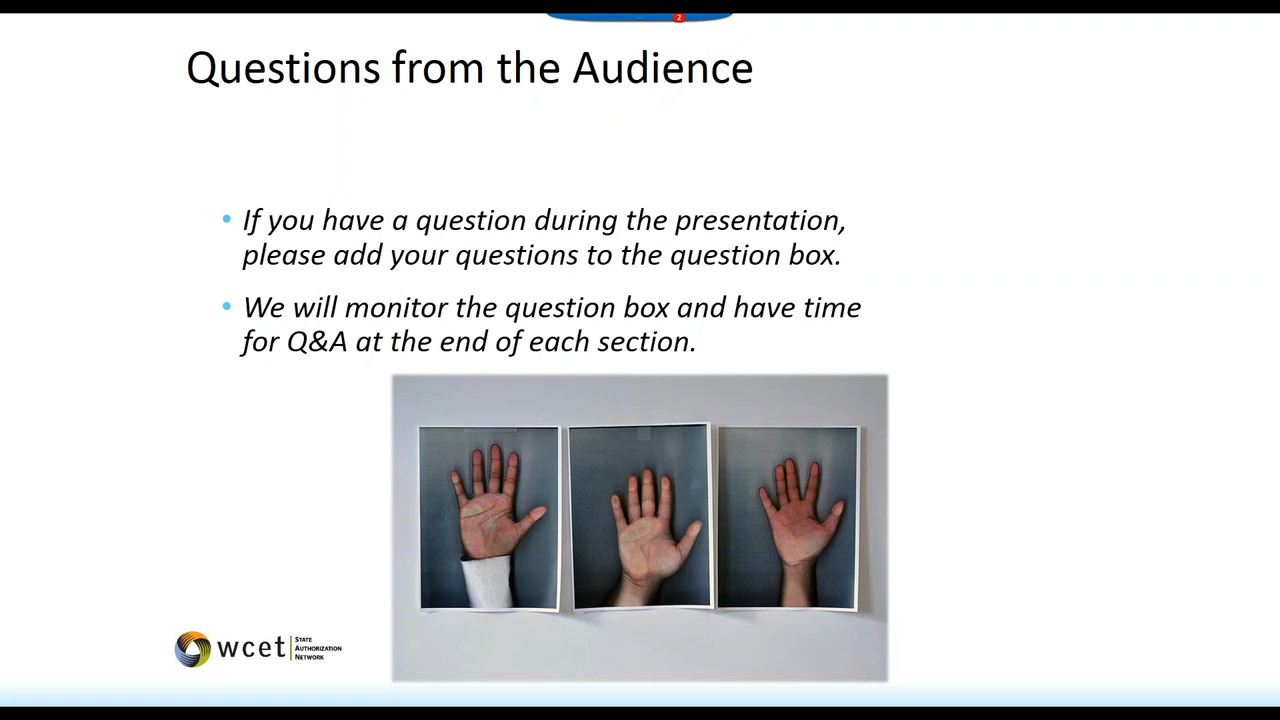 2
Questions from the Audience
• If you have a question during the presentation,
please add your questions to the question box.
• We will monitor the question box and have time
for Q&A at the end of each section.
wcet
STATE
AUTHORIZATION
NETWORK